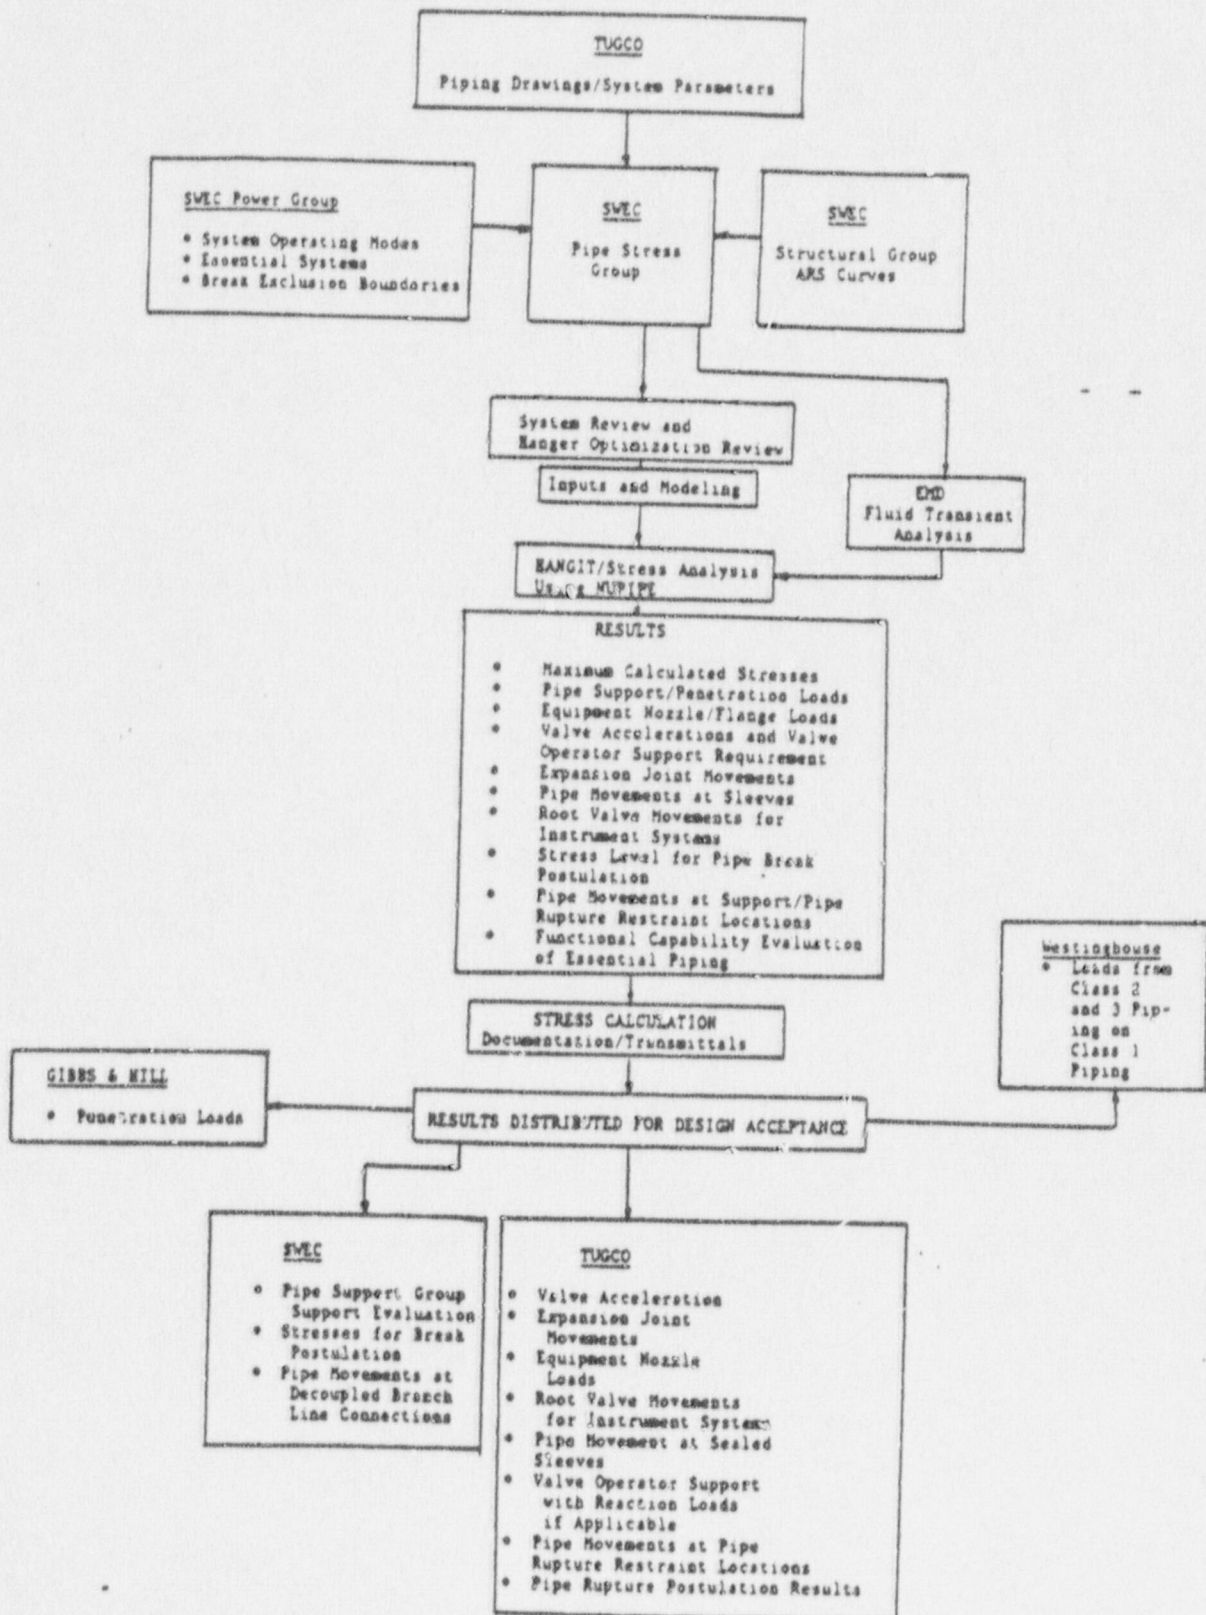 TUGCO
Piping Drawings/System Parameters
SWEC Power Group
• System Operating Modes
• Essential Systems
• Break Exclusion Boundaries
SWEC
Pipe Stress
Group
SWEC
Structural Group
ARS Curves
System Review and
Hanger Optimization Review
Inputs and Modeling
EMD
Fluid Transient
Analysis
HANGIT/Stress Analysis
Using NUPIPE
RESULTS
• Maximum Calculated Stresses
• Pipe Support/Penetration Loads
• Equipment Nozzle/Flange Loads
• Valve Accelerations and Valve
Operator Support Requirement
• Expansion Joint Movements
• Pipe Movements at Sleeves
• Root Valve Movements for
Instrument Systems
• Stress Level for Pipe Break
Postulation
• Pipe Movements at Support/Pipe
Rupture Restraint Locations
• Functional Capability Evaluation
of Essential Piping
Westinghouse
• Loads from
Class 2
and 3 Pip-
ing on
Class 1
Piping
STRESS CALCULATION
Documentation/Transmittals
GIBBS & HILL
• Penetration Loads
RESULTS DISTRIBUTED FOR DESIGN ACCEPTANCE
SWEC
• Pipe Support Group
Support Evaluation
• Stresses for Break
Postulation
• Pipe Movements at
Decoupled Branch
Line Connections
TUGCO
• Valve Acceleration
• Expansion Joint
Movements
• Equipment Nozzle
Loads
• Root Valve Movements
for Instrument Systems
• Pipe Movement at Sealed
Sleeves
• Valve Operator Support
with Reaction Loads
if Applicable
• Pipe Movements at Pipe
Rupture Restraint Locations
• Pipe Rupture Postulation Results